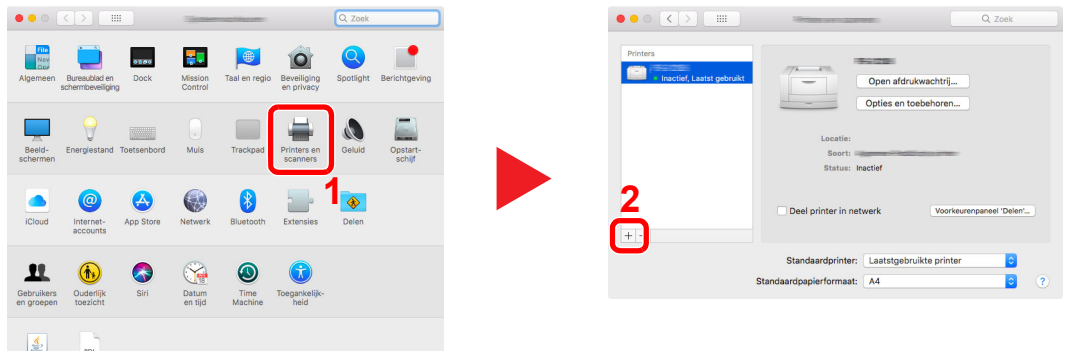 Zoek
File
Algemeen
Bureaublad en
schermbeveiliging
Dock
Mission
Control
Taal en regio
Beveiliging
en privacy
Spotlight
Berichtgeving
Beeld-
schermen
Energiestand
Toetsenbord
Muis
Trackpad
Printers en
scanners
Geluid
Opstart-
schijf
1
iCloud
Internet-
accounts
App Store
Netwerk
Bluetooth
Extensies
Delen
Gebruikers
en groepen
Ouderlijk
toezicht
Siri
18
Datum
en tijd
Time
Machine
Toegankelijk-
heid
Zoek
Printers
Inactief, Laatst gebruikt
Open afdrukwachtrij...
Opties en toebehoren...
Locatie:
Soort:
Status: Inactief
2
Deel printer in netwerk
Voorkeurenpaneel 'Delen'...
+ -
Standaardprinter: Laatstgebruikte printer
Standaardpapierformaat: A4
?